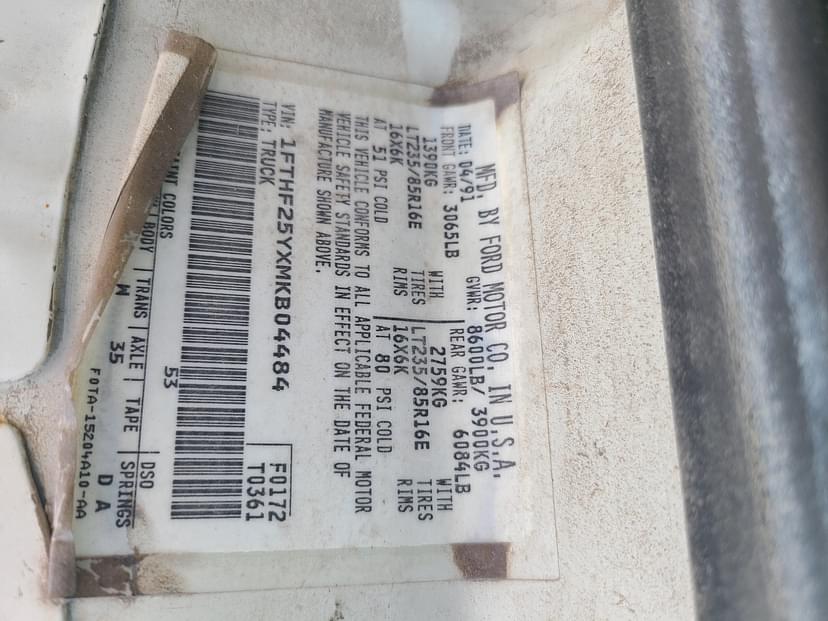 MFD. BY FORD MOTOR CO. IN U.S.A.
DATE: 04/91 GVWR: 8600LB/ 3900KG
FRONT GAWR: 3065LB REAR GAWR: 6084LB
1390KG WITH 2759KG WITH
LT235/85R16E TIRES LT235/85R16E TIRES
16X6K RIMS 16X6K RIMS
AT 51 PSI COLD AT 80 PSI COLD
THIS VEHICLE CONFORMS TO ALL APPLICABLE FEDERAL MOTOR
VEHICLE SAFETY STANDARDS IN EFFECT ON THE DATE OF
MANUFACTURE SHOWN ABOVE.
VIN: 1FTHF25YXMKB04484 F0172
TYPE: TRUCK T0361
COLORS 53 DSO
BODY | TRANS | AXLE | TAPE SPRINGS
M 35 D A
F0TA-15204A10-AA